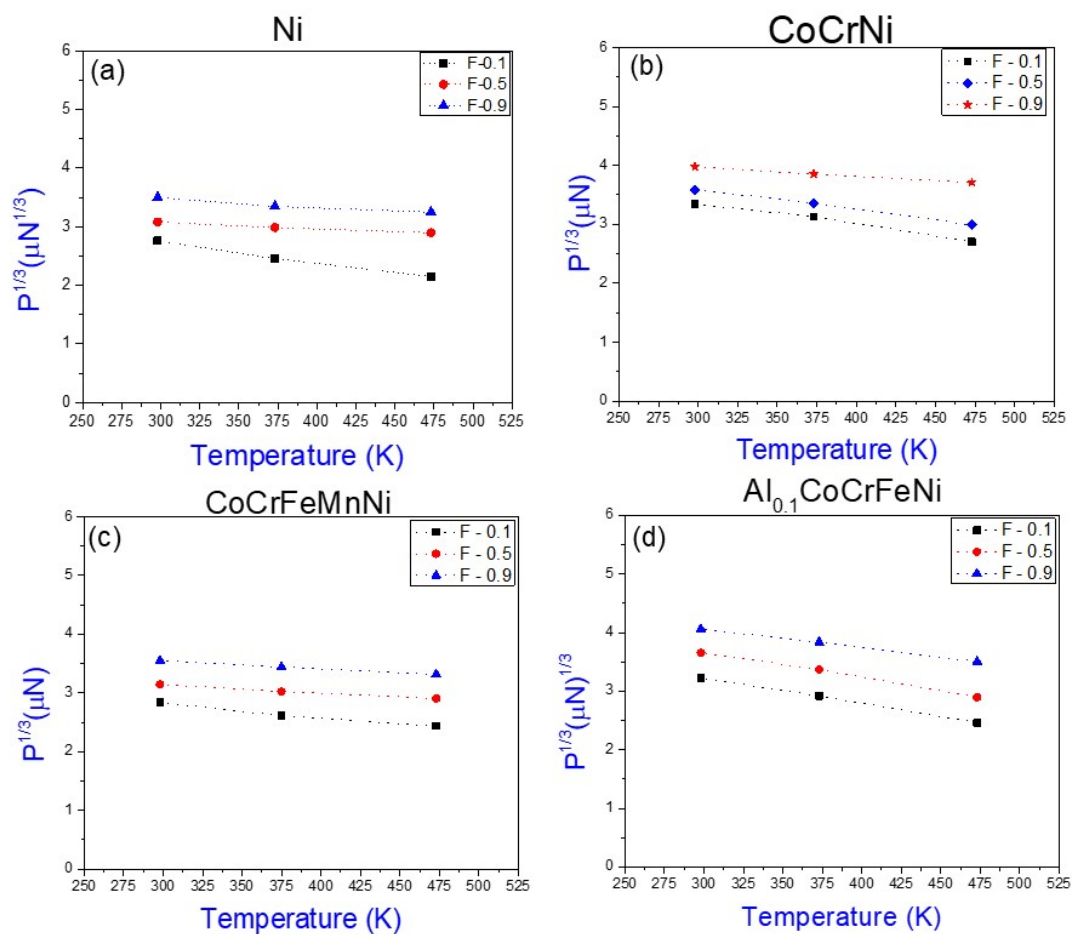 Ni
(a)
F-0.1
F-0.5
F-0.9
6
5
4
3
2
1
0
250 275 300 325 350 375 400 425 450 475 500 525
P1/3(μN1/3)
Temperature (K)
CoCrNi
(b)
F - 0.1
F - 0.5
F - 0.9
6
5
4
3
2
1
0
250 275 300 325 350 375 400 425 450 475 500 525
P1/3(μN)
Temperature (K)
CoCrFeMnNi
(c)
F - 0.1
F - 0.5
F - 0.9
6
5
4
3
2
1
0
250 275 300 325 350 375 400 425 450 475 500 525
P1/3(μN)
Temperature (K)
Al0.1CoCrFeNi
(d)
F - 0.1
F - 0.5
F - 0.9
6
5
4
3
2
1
0
250 275 300 325 350 375 400 425 450 475 500 525
P1/3(μN)1/3
Temperature (K)